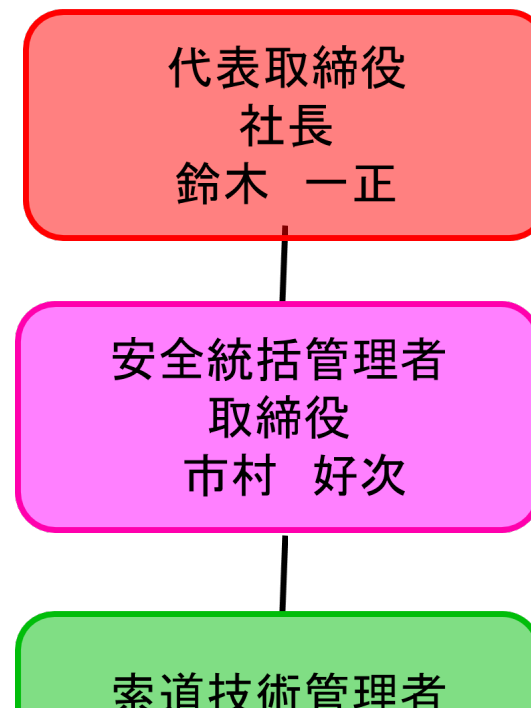 代表取締役
社長
鈴木　一正
安全統括管理者
取締役
市村　好次
索道技術管理者